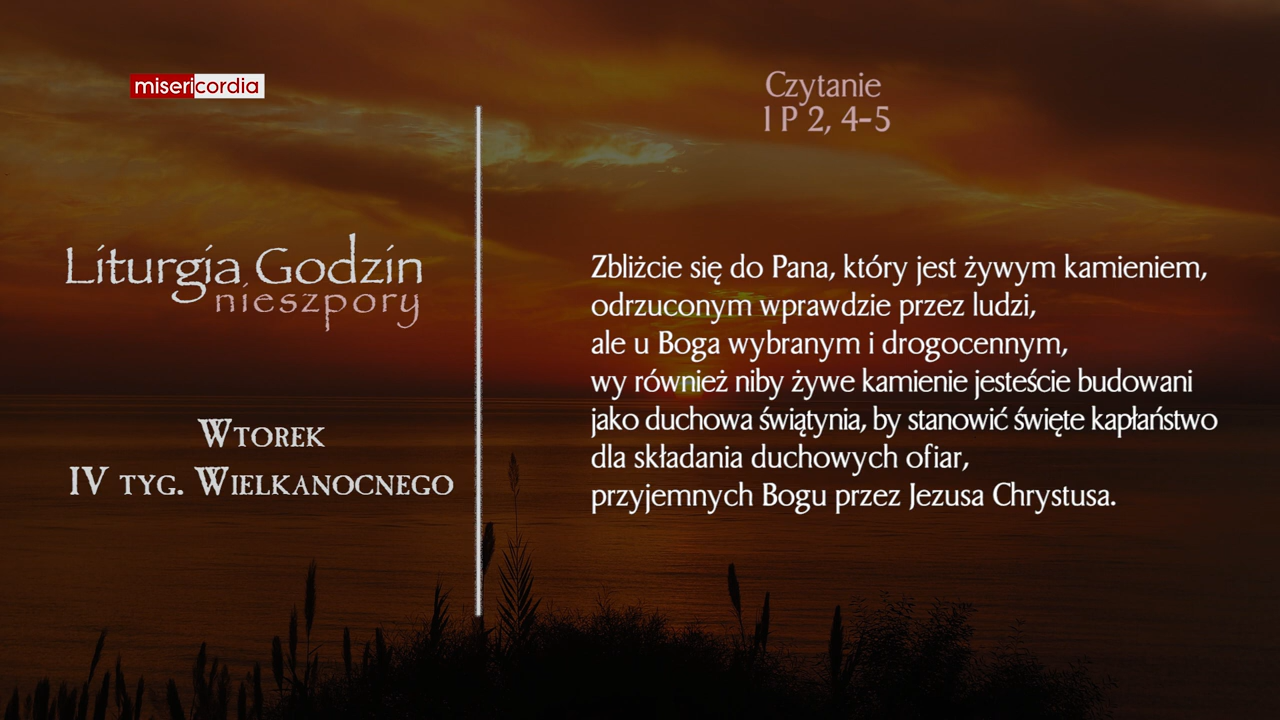 misericordia
Liturgia Godzin
nieszpory
Wtorek
IV tyg. Wielkanocnego
Czytanie
1 P 2, 4-5
Zbliżcie się do Pana, który jest żywym kamieniem,
odrzuconym wprawdzie przez ludzi,
ale u Boga wybranym i drogocennym,
wy również niby żywe kamienie jesteście budowani
jako duchowa świątynia, by stanowić święte kapłaństwo
dla składania duchowych ofiar,
przyjemnych Bogu przez Jezusa Chrystusa.